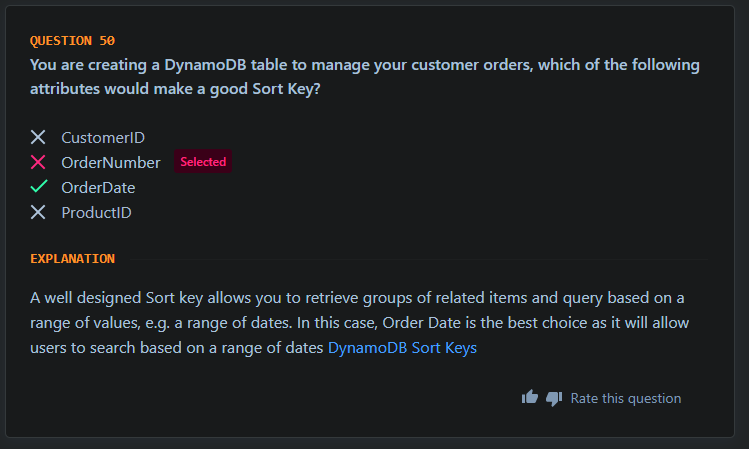 QUESTION 50
You are creating a DynamoDB table to manage your customer orders, which of the following
attributes would make a good Sort Key?
CustomerID
OrderNumber Selected
OrderDate
ProductID
EXPLANATION
A well designed Sort key allows you to retrieve groups of related items and query based on a
range of values, e.g. a range of dates. In this case, Order Date is the best choice as it will allow
users to search based on a range of dates DynamoDB Sort Keys
Rate this question